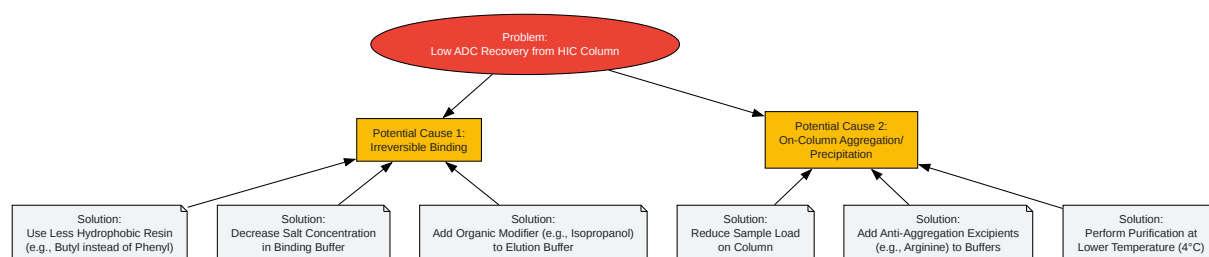 Problem:
Low ADC Recovery from HIC Column
Potential Cause 1:
Irreversible Binding
Potential Cause 2:
On-Column Aggregation/
Precipitation
Solution:
Use Less Hydrophobic Resin
(e.g., Butyl instead of Phenyl)
Solution:
Decrease Salt Concentration
in Binding Buffer
Solution:
Add Organic Modifier (e.g., Isopropanol)
to Elution Buffer
Solution:
Reduce Sample Load
on Column
Solution:
Add Anti-Aggregation Excipients
(e.g., Arginine) to Buffers
Solution:
Perform Purification at
Lower Temperature (4°C)